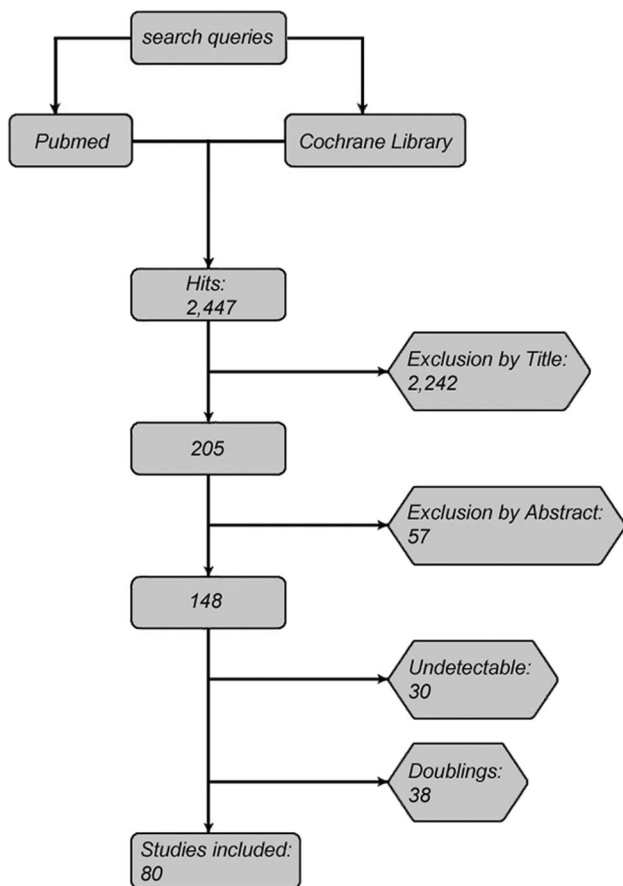 search queries
Pubmed
Cochrane Library
Hits:
2,447
Exclusion by Title:
2,242
205
Exclusion by Abstract:
57
148
Undetectable:
30
Doublings:
38
Studies included:
80